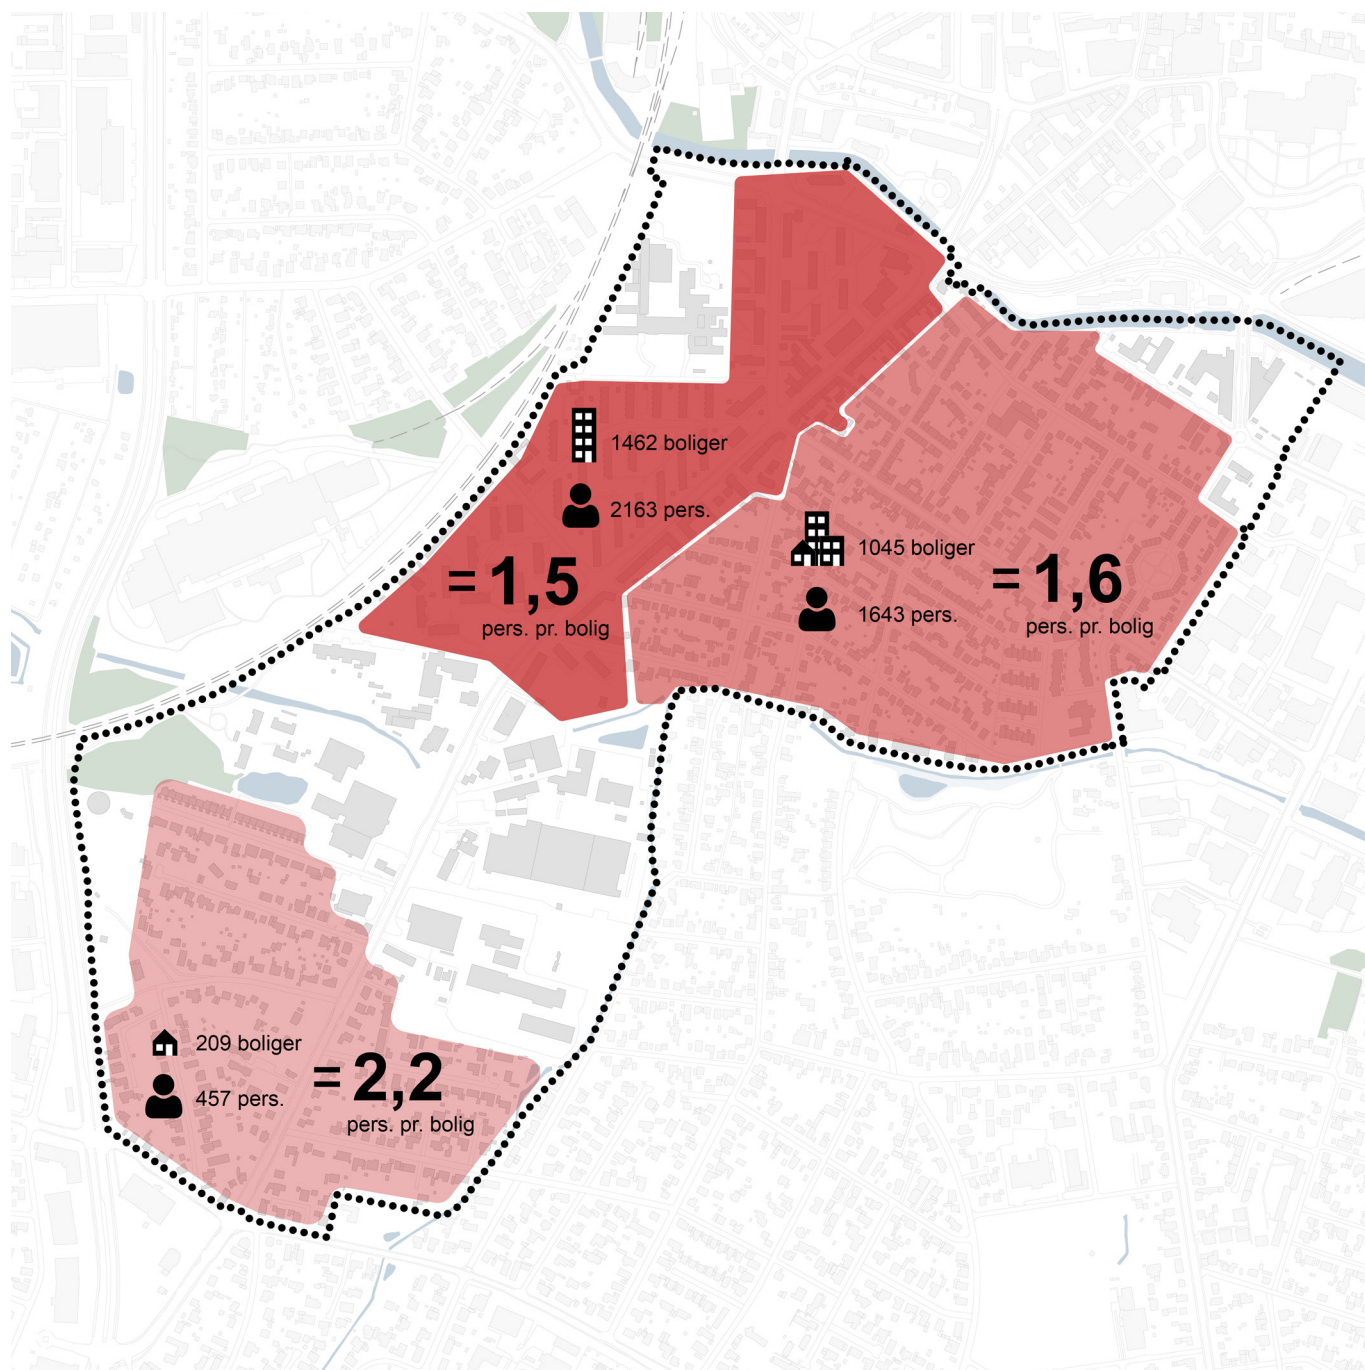 1462 boliger
2163 pers.
= 1,5
pers. pr. bolig
1045 boliger
1643 pers.
= 1,6
pers. pr. bolig
209 boliger
457 pers.
= 2,2
pers. pr. bolig